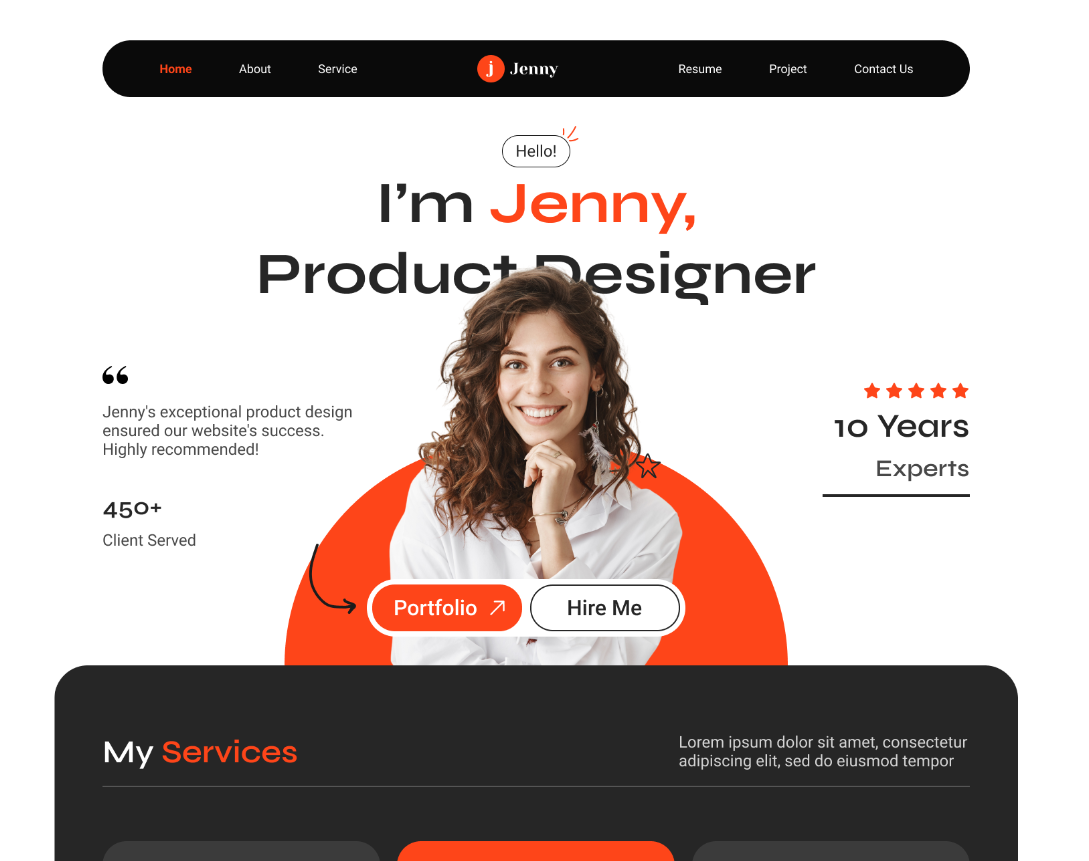 Home About Service j Jenny Resume Project Contact Us
Hello!
I’m Jenny,
Product Designer
“
Jenny's exceptional product design
ensured our website's success.
Highly recommended!
450+
Client Served
10 Years
Experts
Portfolio
Hire Me
My Services
Lorem ipsum dolor sit amet, consectetur
adipiscing elit, sed do eiusmod tempor